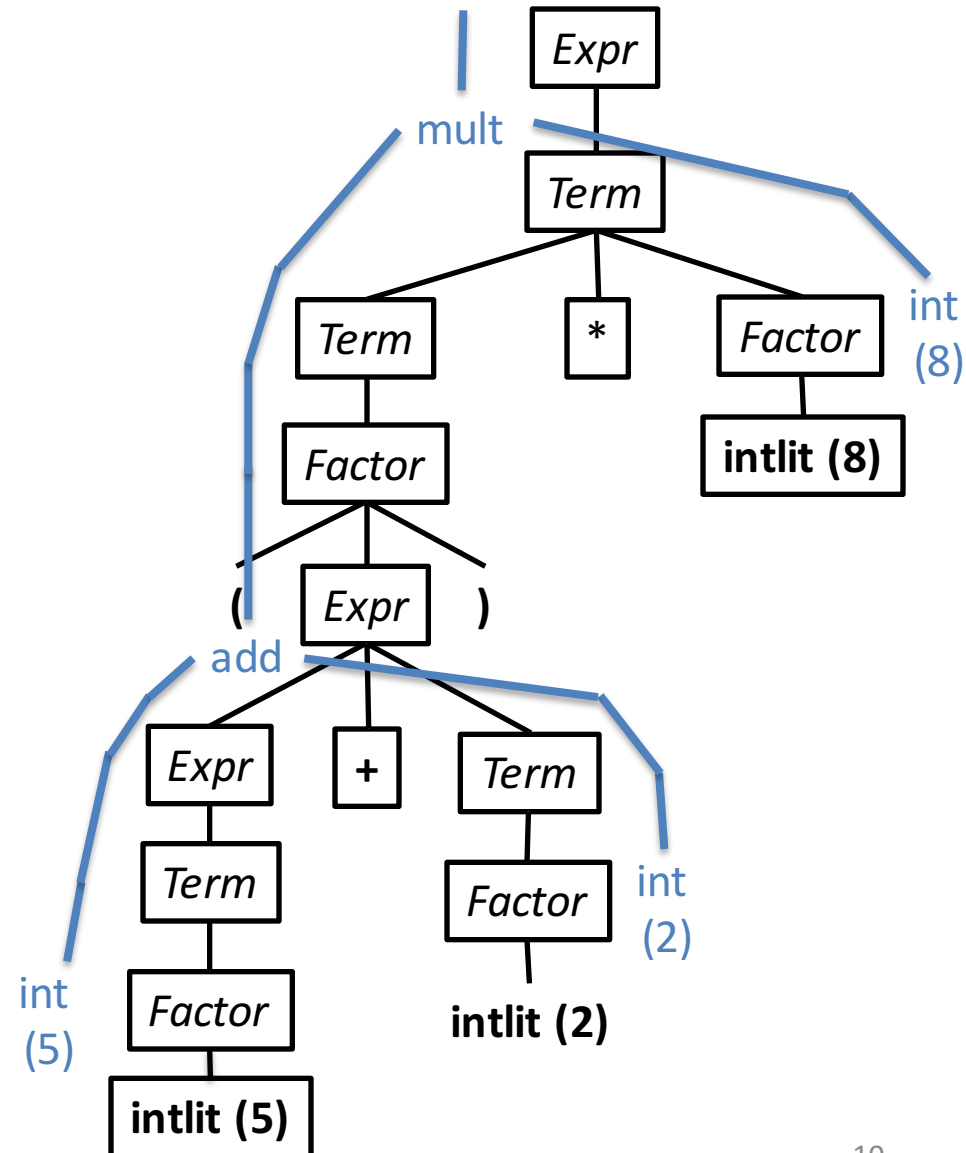 Expr
mult
Term
int
(8)
Term
*
Factor
Factor
intlit (8)
(
Expr
)
add
Expr
+
Term
Term
Factor
int
(2)
int
(5)
Factor
intlit (2)
intlit (5)